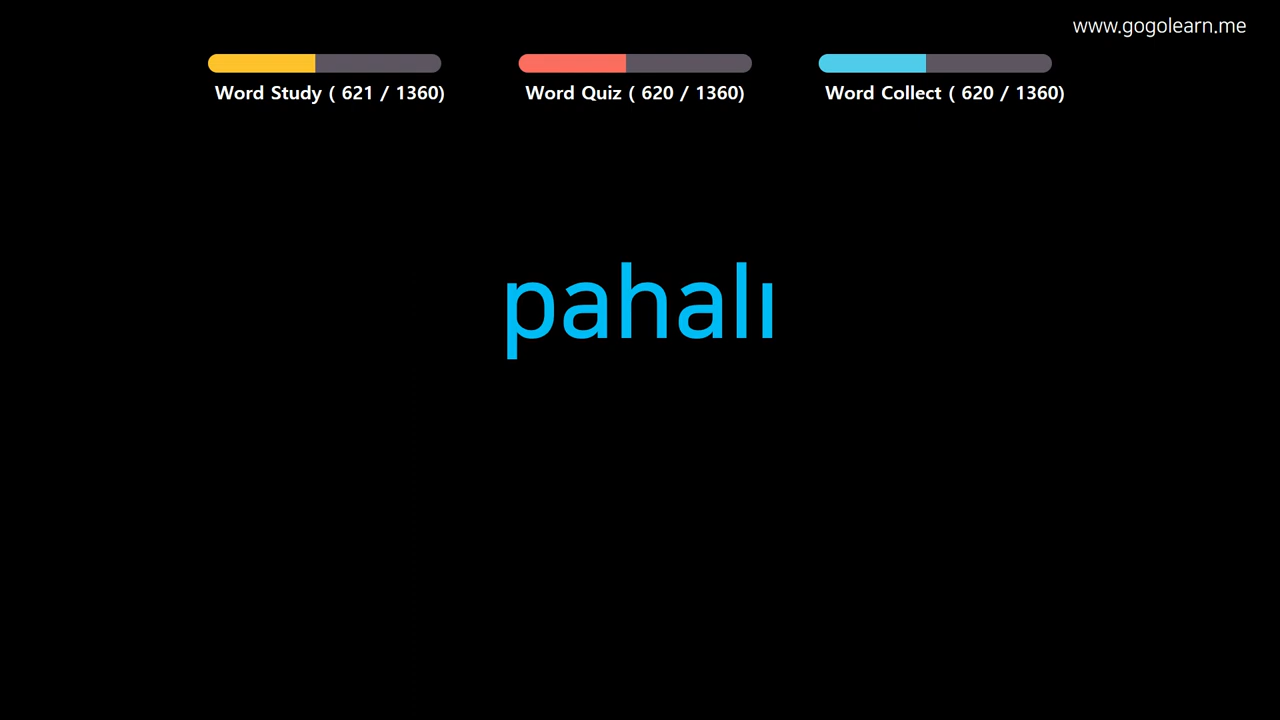 www.gogolearn.me
Word Study ( 621 / 1360)
Word Quiz ( 620 / 1360)
Word Collect ( 620 / 1360)
pahalı